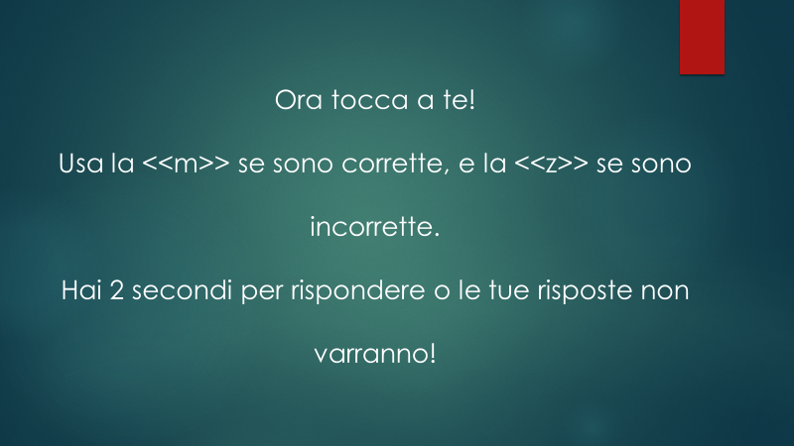 Ora tocca a te!
Usa la <<m>> se sono corrette, e la <<z>> se sono
incorrette.
Hai 2 secondi per rispondere o le tue risposte non
varranno!